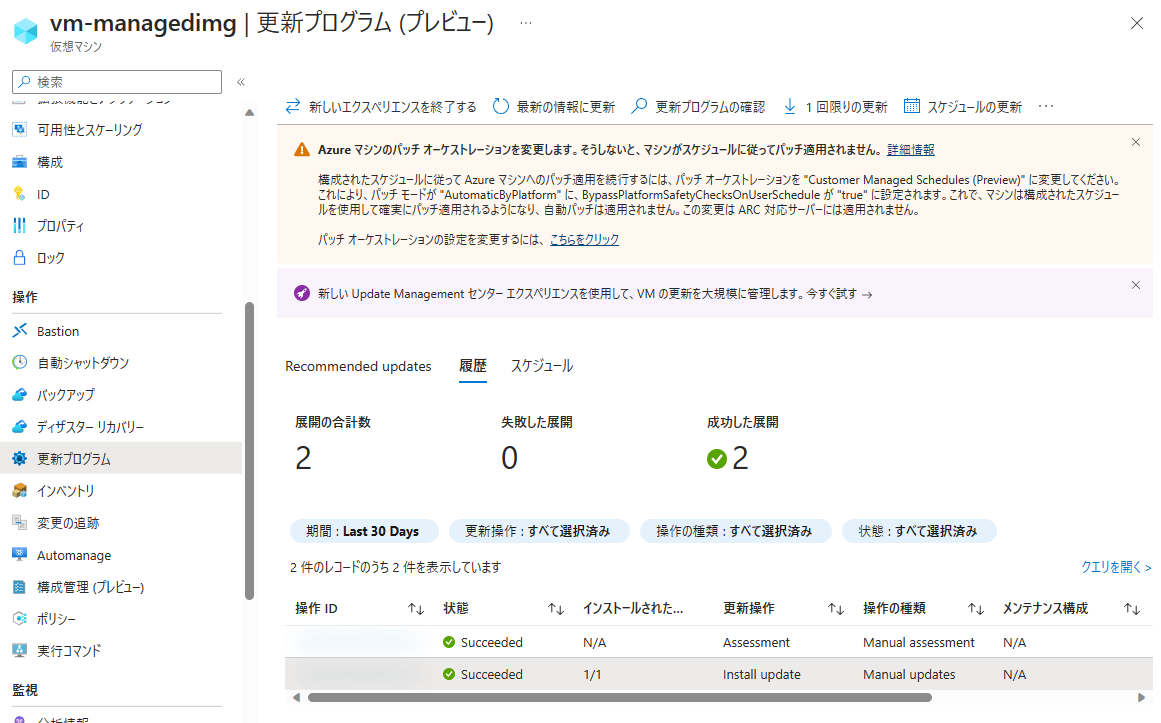 vm-managedimg | 更新プログラム (プレビュー) ...
仮想マシン
検索
«
可用性とスケーリング
構成
ID
プロパティ
ロック
操作
Bastion
自動シャットダウン
バックアップ
ディザスター リカバリー
更新プログラム
インベントリ
変更の追跡
Automanage
構成管理 (プレビュー)
ポリシー
実行コマンド
監視
新しいエクスペリエンスを終了する 最新の情報に更新 更新プログラムの確認 1 回限りの更新 スケジュールの更新 ...
Azure マシンのパッチ オーケストレーションを変更します。そうしないと、マシンがスケジュールに従ってパッチ適用されません。 詳細情報
構成されたスケジュールに従って Azure マシンへのパッチ適用を続行するには、パッチ オーケストレーションを "Customer Managed Schedules (Preview)" に変更してください。
これにより、パッチ モードが "AutomaticByPlatform" に、BypassPlatformSafetyChecksOnUserSchedule が "true" に設定されます。これで、マシンは構成されたスケジュー
ルを使用して確実にパッチ適用されるようになり、自動パッチは適用されません。この変更は ARC 対応サーバーには適用されません。
パッチ オーケストレーションの設定を変更するには、 こちらをクリック
新しい Update Management センター エクスペリエンスを使用して、VM の更新を大規模に管理します。今すぐ試す →
Recommended updates 履歴 スケジュール
展開の合計数 失敗した展開 成功した展開
2 0 2
期間 : Last 30 Days 更新操作 : すべて選択済み 操作の種類 : すべて選択済み 状態 : すべて選択済み
2 件のレコードのうち 2 件を表示しています クエリを開く >
操作 ID ↑↓ 状態 ↑↓ インストールされた... 更新操作 ↑↓ 操作の種類 ↑↓ メンテナンス構成 ↑↓
Succeeded N/A Assessment Manual assessment N/A
Succeeded 1/1 Install update Manual updates N/A